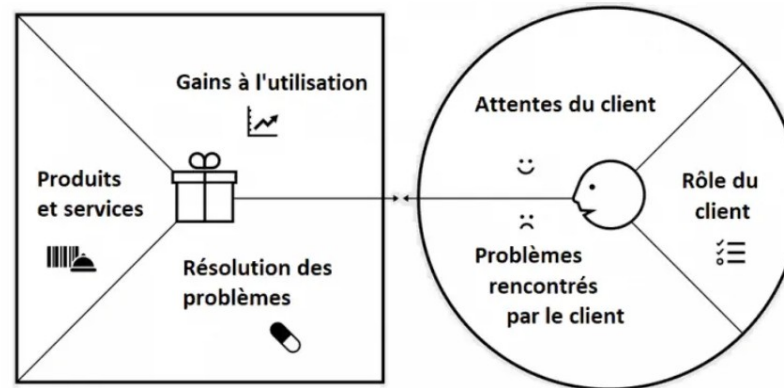 Gains à l'utilisation
Produits
et services
Résolution des
problèmes
Attentes du client
Rôle du
client
Problèmes
rencontrés
par le client